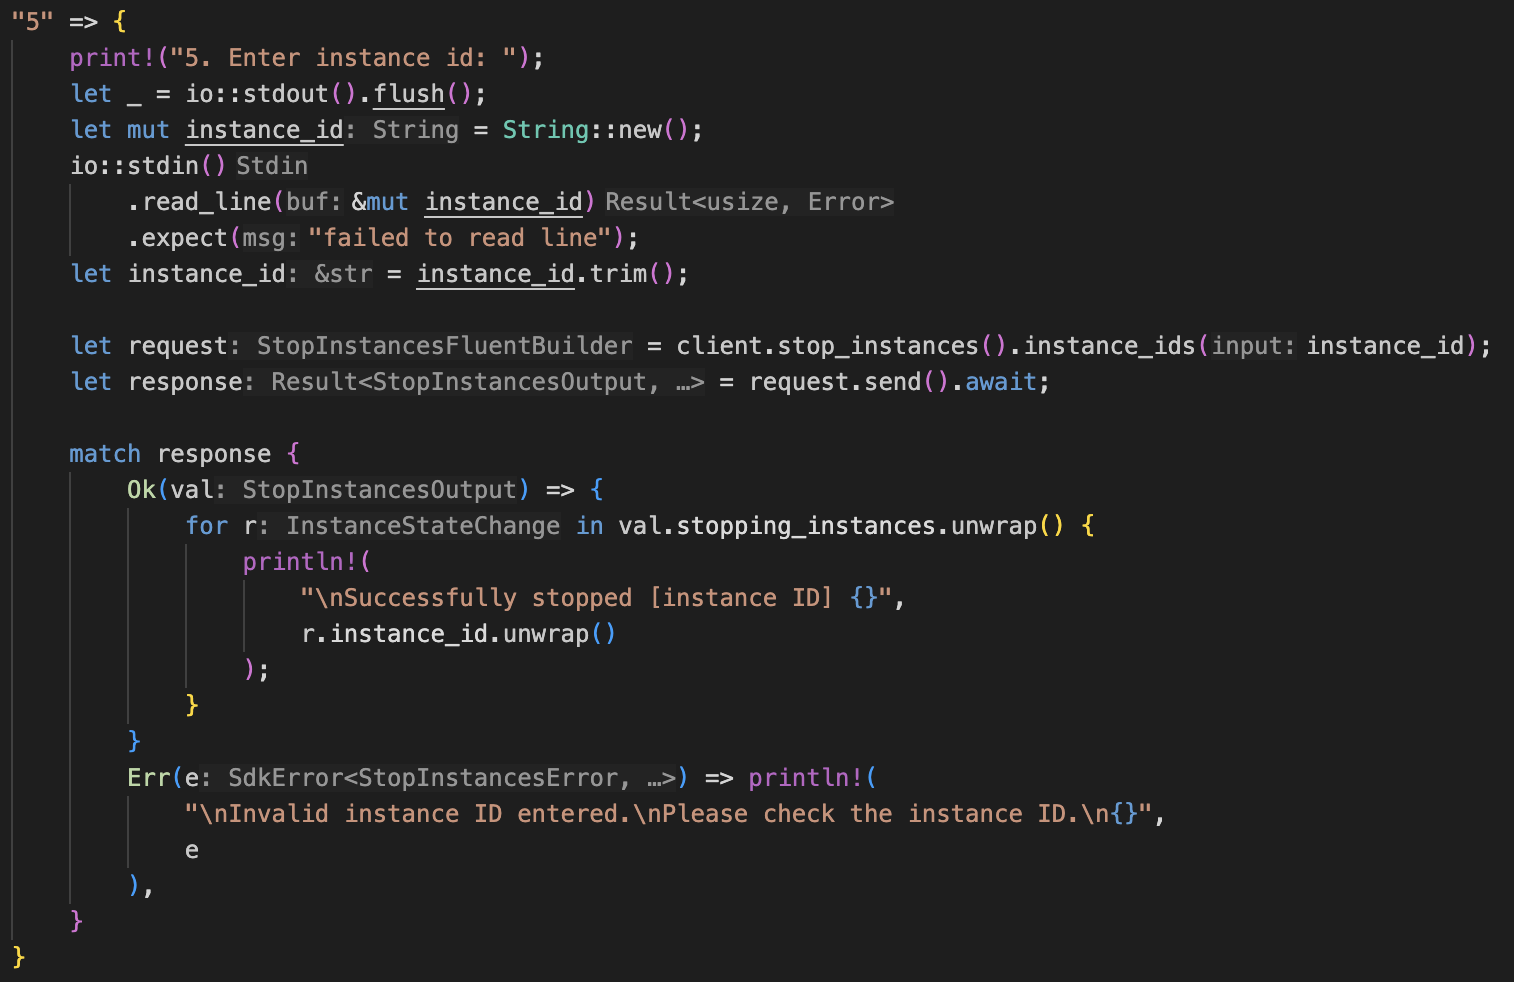 "5" => {
print!("5. Enter instance id: ");
let _ = io::stdout().flush();
let mut instance_id: String = String::new();
io::stdin() Stdin
.read_line(buf: &mut instance_id) Result<usize, Error>
.expect(msg: "failed to read line");
let instance_id: &str = instance_id.trim();
let request: StopInstancesFluentBuilder = client.stop_instances().instance_ids(input: instance_id);
let response: Result<StopInstancesOutput, …> = request.send().await;
match response {
Ok(val: StopInstancesOutput) => {
for r: InstanceStateChange in val.stopping_instances.unwrap() {
println!(
"\nSuccessfully stopped [instance ID] {}",
r.instance_id.unwrap()
);
}
}
Err(e: SdkError<StopInstancesError, …>) => println!(
"\nInvalid instance ID entered.\nPlease check the instance ID.\n{}",
e
),
}
}